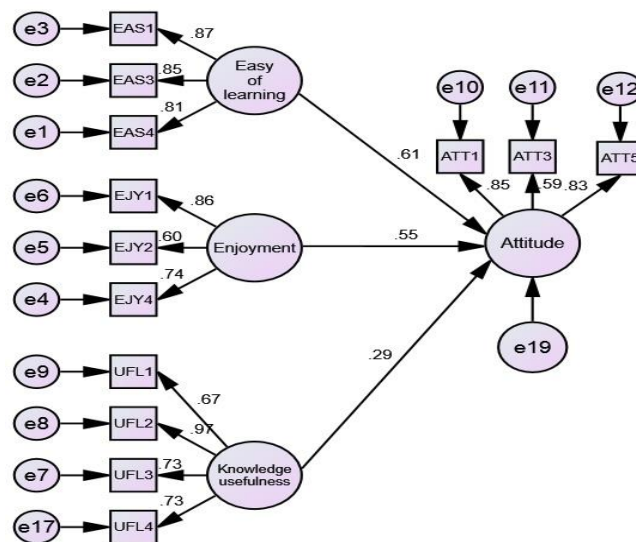 e3
EAS1
.87
e2
EAS3
.85
e1
EAS4
.81
Easy
of
learning
e6
EJY1
.86
e5
EJY2
.60
e4
EJY4
.74
Enjoyment
e9
UFL1
.67
e8
UFL2
.97
e7
UFL3
.73
e17
UFL4
.73
Knowledge
usefulness
.61
.55
.29
e10
e11
e12
ATT1
ATT3
ATT5
.85
.59
.83
Attitude
e19